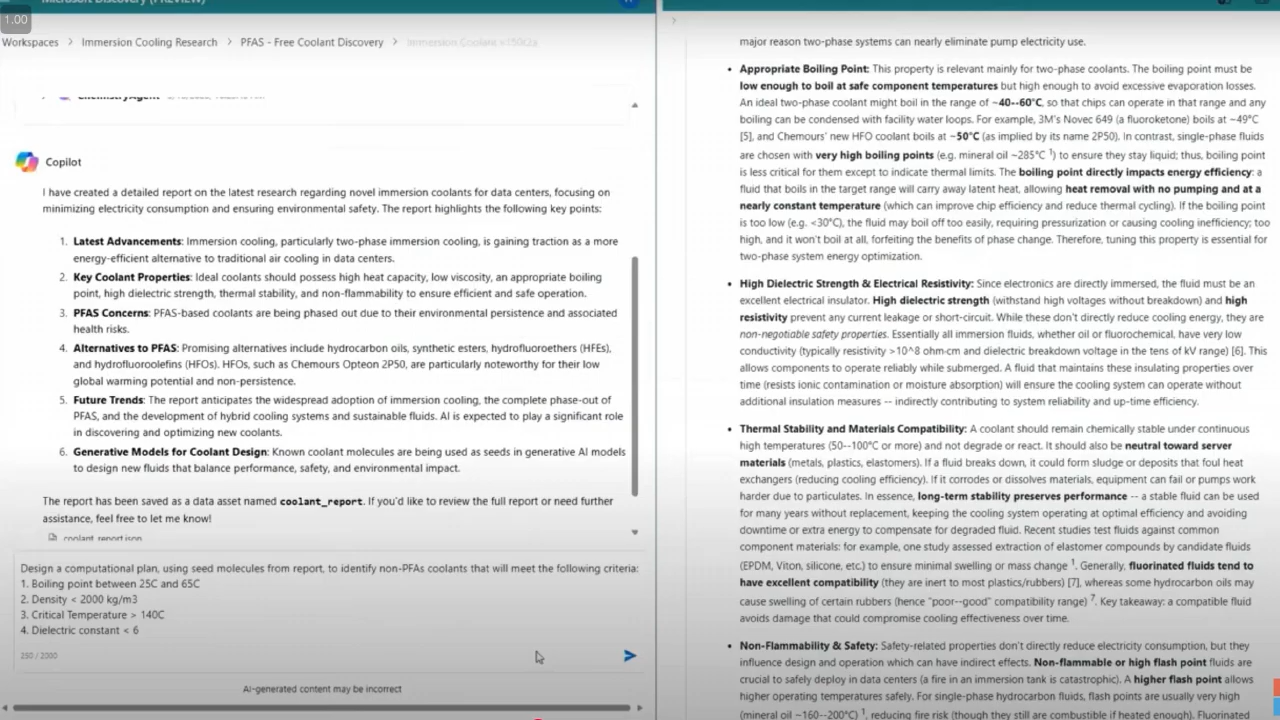 Microsoft Discovery (PREVIEW)
1.00
Workspaces > Immersion Cooling Research > PFAS - Free Coolant Discovery > Immersion Coolant
ChemistryAgent
Copilot
I have created a detailed report on the latest research regarding novel immersion coolants for data centers, focusing on
minimizing electricity consumption and ensuring environmental safety. The report highlights the following key points:
1. Latest Advancements: Immersion cooling, particularly two-phase immersion cooling, is gaining traction as a more
energy-efficient alternative to traditional air cooling in data centers.
2. Key Coolant Properties: Ideal coolants should possess high heat capacity, low viscosity, an appropriate boiling
point, high dielectric strength, thermal stability, and non-flammability to ensure efficient and safe operation.
3. PFAS Concerns: PFAS-based coolants are being phased out due to their environmental persistence and associated
health risks.
4. Alternatives to PFAS: Promising alternatives include hydrocarbon oils, synthetic esters, hydrofluoroethers (HFEs),
and hydrofluoroolefins (HFOs). HFOs, such as Chemours Opteon 2P50, are particularly noteworthy for their low
global warming potential and non-persistence.
5. Future Trends: The report anticipates the widespread adoption of immersion cooling, the complete phase-out of
PFAS, and the development of hybrid cooling systems and sustainable fluids. AI is expected to play a significant role
in discovering and optimizing new coolants.
6. Generative Models for Coolant Design: Known coolant molecules are being used as seeds in generative AI models
to design new fluids that balance performance, safety, and environmental impact.
The report has been saved as a data asset named coolant_report. If you'd like to review the full report or need further
assistance, feel free to let me know!
coolant_report.json
Design a computational plan, using seed molecules from report, to identify non-PFAs coolants that will meet the following criteria:
1. Boiling point between 25C and 65C
2. Density < 2000 kg/m3
3. Critical Temperature > 140C
4. Dielectric constant < 6
250 / 2000
AI-generated content may be incorrect
major reason two-phase systems can nearly eliminate pump electricity use.
• Appropriate Boiling Point: This property is relevant mainly for two-phase coolants. The boiling point must be
low enough to boil at safe component temperatures but high enough to avoid excessive evaporation losses.
An ideal two-phase coolant might boil in the range of ~40--60°C, so that chips can operate in that range and any
boiling can be condensed with facility water loops. For example, 3M's Novec 649 (a fluoroketone) boils at ~49°C
[5], and Chemours' new HFO coolant boils at ~50°C (as implied by its name 2P50). In contrast, single-phase fluids
are chosen with very high boiling points (e.g. mineral oil ~285°C 1) to ensure they stay liquid; thus, boiling point
is less critical for them except to indicate thermal limits. The boiling point directly impacts energy efficiency: a
fluid that boils in the target range will carry away latent heat, allowing heat removal with no pumping and at a
nearly constant temperature (which can improve chip efficiency and reduce thermal cycling). If the boiling point
is too low (e.g. <30°C), the fluid may boil off too easily, requiring pressurization or causing cooling inefficiency; too
high, and it won't boil at all, forfeiting the benefits of phase change. Therefore, tuning this property is essential for
two-phase system energy optimization.
• High Dielectric Strength & Electrical Resistivity: Since electronics are directly immersed, the fluid must be an
excellent electrical insulator. High dielectric strength (withstand high voltages without breakdown) and high
resistivity prevent any current leakage or short-circuit. While these don't directly reduce cooling energy, they are
non-negotiable safety properties. Essentially all immersion fluids, whether oil or fluorochemical, have very low
conductivity (typically resistivity >10^8 ohm-cm and dielectric breakdown voltage in the tens of kV range) [6]. This
allows components to operate reliably while submerged. A fluid that maintains these insulating properties over
time (resists ionic contamination or moisture absorption) will ensure the cooling system can operate without
additional insulation measures -- indirectly contributing to system reliability and up-time efficiency.
• Thermal Stability and Materials Compatibility: A coolant should remain chemically stable under continuous
high temperatures (50--100°C or more) and not degrade or react. It should also be neutral toward server
materials (metals, plastics, elastomers). If a fluid breaks down, it could form sludge or deposits that foul heat
exchangers (reducing cooling efficiency). If it corrodes or dissolves materials, equipment can fail or pumps work
harder due to particulates. In essence, long-term stability preserves performance -- a stable fluid can be used
for many years without replacement, keeping the cooling system operating at optimal efficiency and avoiding
downtime or extra energy to compensate for degraded fluid. Recent studies test fluids against common
component materials: for example, one study assessed extraction of elastomer compounds by candidate fluids
(EPDM, Viton, silicone, etc.) to ensure minimal swelling or mass change 1. Generally, fluorinated fluids tend to
have excellent compatibility (they are inert to most plastics/rubbers) [7], whereas some hydrocarbon oils may
cause swelling of certain rubbers (hence "poor--good" compatibility range) 7. Key takeaway: a compatible fluid
avoids damage that could compromise cooling effectiveness over time.
• Non-Flammability & Safety: Safety-related properties don't directly reduce electricity consumption, but they
influence design and operation which can have indirect effects. Non-flammable or high flash point fluids are
crucial to safely deploy in data centers (a fire in an immersion tank is catastrophic). A higher flash point allows
higher operating temperatures safely. For single-phase hydrocarbon fluids, flash points are usually very high
(mineral oil ~160--200°C) 1, reducing fire risk (though they still are combustible if heated enough). Fluorinated